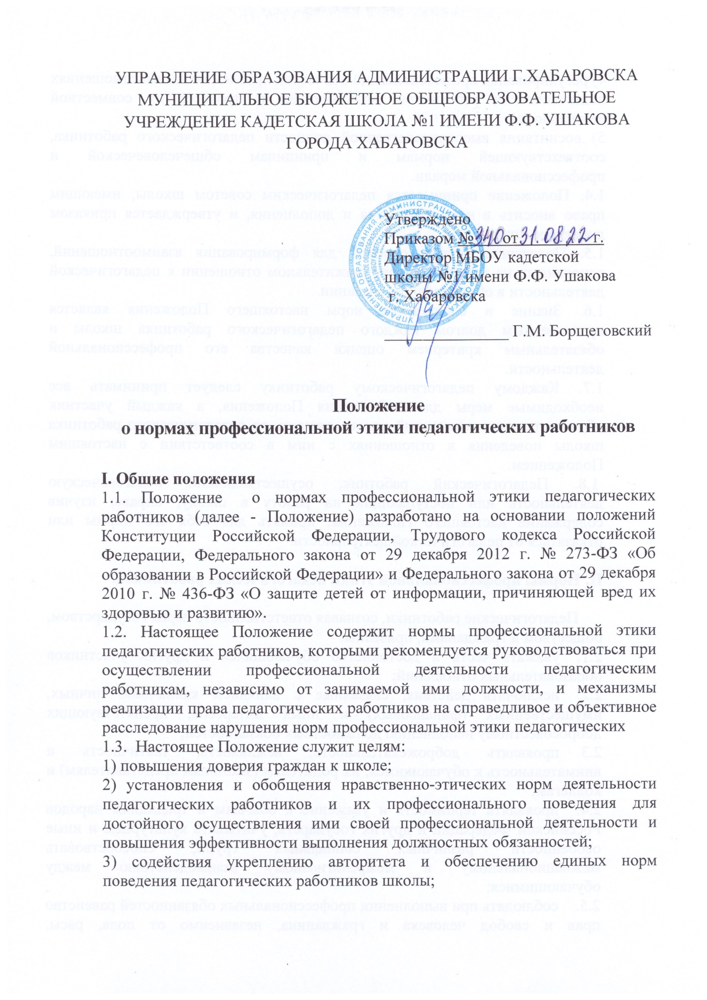 УПРАВЛЕНИЕ ОБРАЗОВАНИЯ АДМИНИСТРАЦИИ Г. ХАБАРОВСКА
МУНИЦИПАЛЬНОЕ БЮДЖЕТНОЕ ОБЩЕОБРАЗОВАТЕЛЬНОЕ
УЧРЕЖДЕНИЕ КАДЕТСКАЯ ШКОЛА №1 ИМЕНИ Ф.Ф. УШАКОВА
ГОРОДА ХАБАРОВСКА
Утверждено
Приказом № 340 от 31.08.22 г.
Директор МБОУ кадетской
школы №1 имени Ф.Ф. Ушакова
г. Хабаровска
Г.М. Борщеговский
Положение
о нормах профессиональной этики педагогических работников
I. Общие положения
1.1. Положение о нормах профессиональной этики педагогических
работников (далее - Положение) разработано на основании положений
Конституции Российской Федерации, Трудового кодекса Российской
Федерации, Федерального закона от 29 декабря 2012 г. № 273-ФЗ «Об
образовании в Российской Федерации» и Федерального закона от 29 декабря
2010 г. № 436-ФЗ «О защите детей от информации, причиняющей вред их
здоровью и развитию».
1.2. Настоящее Положение содержит нормы профессиональной этики
педагогических работников, которыми рекомендуется руководствоваться при
осуществлении профессиональной деятельности педагогическим
работникам, независимо от занимаемой ими должности, и механизмы
реализации права педагогических работников на справедливое и объективное
расследование нарушения норм профессиональной этики педагогических
1.3. Настоящее Положение служит целям:
1) повышения доверия граждан к школе;
2) установления и обобщения нравственно-этических норм деятельности
педагогических работников и их профессионального поведения для
достойного осуществления ими своей профессиональной деятельности и
повышения эффективности выполнения должностных обязанностей;
3) содействия укреплению авторитета и обеспечению единых норм
поведения педагогических работников школы;